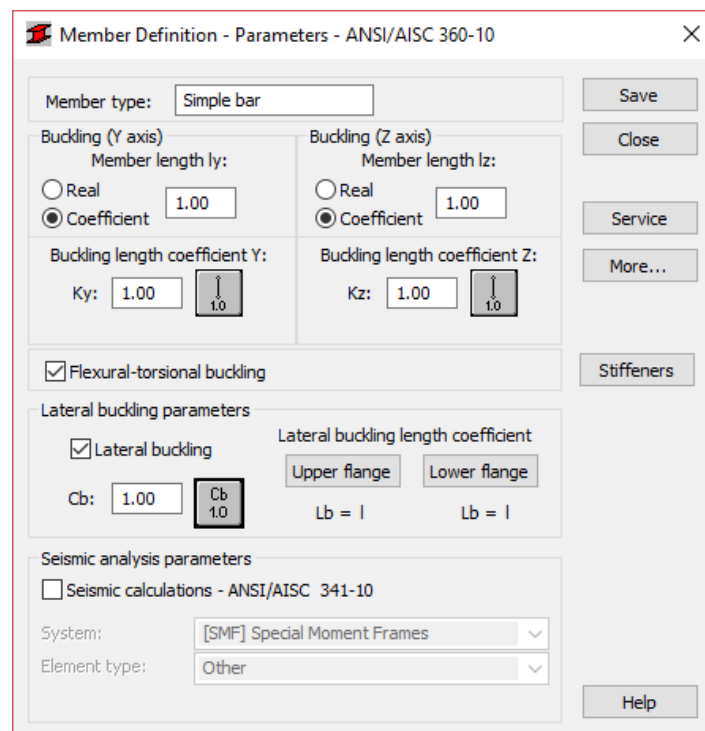 Member Definition - Parameters - ANSI/AISC 360-10
Member type: Simple bar
Save
Close
Buckling (Y axis)
Member length ly:
Real
Coefficient
1.00
Buckling (Z axis)
Member length lz:
Real
Coefficient
1.00
Service
More...
Buckling length coefficient Y:
Ky: 1.00
1.0
Buckling length coefficient Z:
Kz: 1.00
1.0
Flexural-torsional buckling
Stiffeners
Lateral buckling parameters
Lateral buckling
Cb: 1.00
Cb
1.0
Lateral buckling length coefficient
Upper flange Lower flange
Lb = l Lb = l
Seismic analysis parameters
Seismic calculations - ANSI/AISC 341-10
System: [SMF] Special Moment Frames
Element type: Other
Help